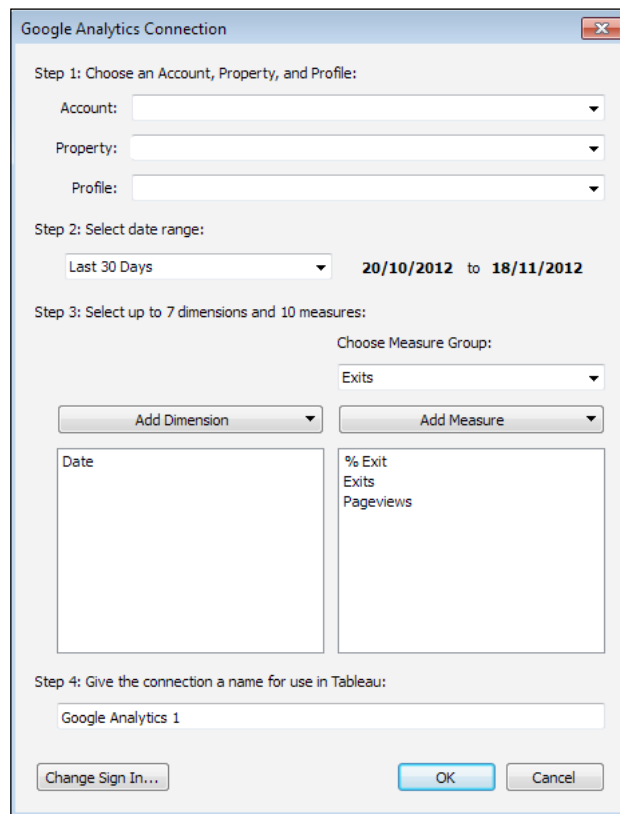 Google Analytics Connection
Step 1: Choose an Account, Property, and Profile:
Account:
Property:
Profile:
Step 2: Select date range:
Last 30 Days 20/10/2012 to 18/11/2012
Step 3: Select up to 7 dimensions and 10 measures:
Choose Measure Group:
Exits
Add Dimension Add Measure
Date % Exit
Exits
Pageviews
Step 4: Give the connection a name for use in Tableau:
Google Analytics 1
Change Sign In... OK Cancel